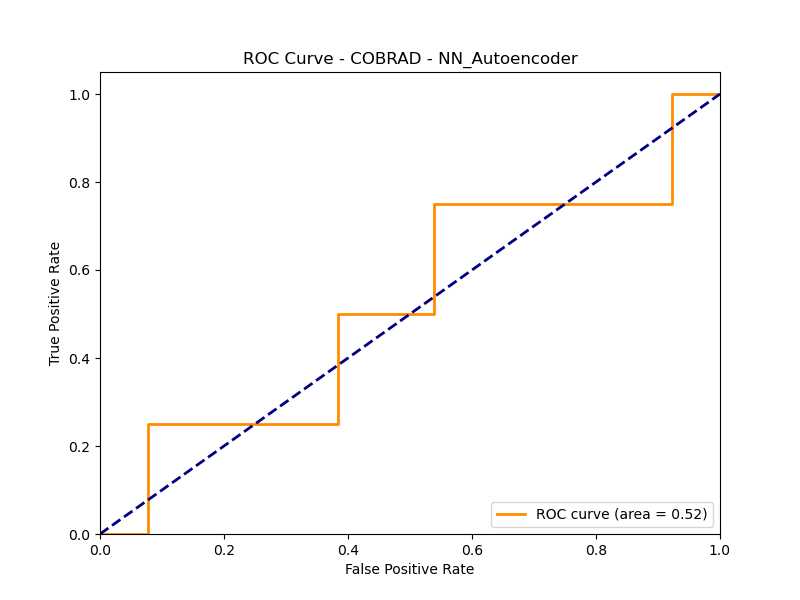 ROC Curve - COBRAD - NN_Autoencoder
1.0
0.8
0.6
0.4
0.2
0.0
True Positive Rate
ROC curve (area = 0.52)
0.0 0.2 0.4 0.6 0.8 1.0
False Positive Rate